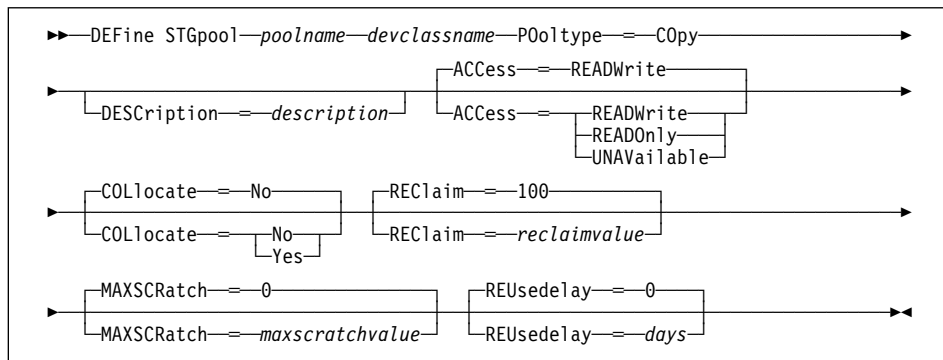 DEFine STGpool poolname devclassname POoltype = COpy
ACCess = READWrite
DESCription = description ACCess = READWrite
READOnly
UNAVailable
COLlocate = No REClaim = 100
COLlocate = No REClaim = reclaimvalue
Yes
MAXSCRatch = 0 REUsedelay = 0
MAXSCRatch = maxscratchvalue REUsedelay = days